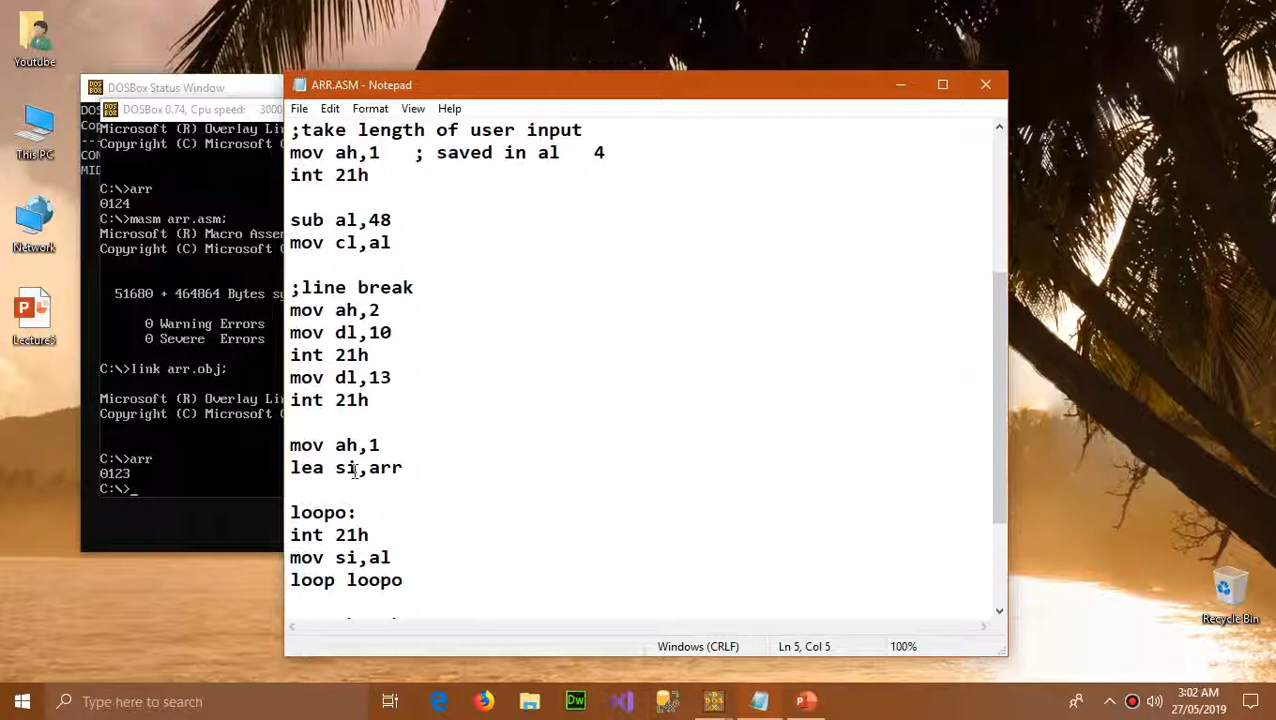 Youtube
This PC
Network
Lecture5
DOSBox Status Window
DOSBox 0.74, Cpu speed: 3000
Microsoft (R) Overlay Li
Copyright (C) Microsoft
C:\>arr
0124
C:\>masm arr.asm;
Microsoft (R) Macro Asse
Copyright (C) Microsoft
51680 + 464864 Bytes s
0 Warning Errors
0 Severe Errors
C:\>link arr.obj;
Microsoft (R) Overlay Li
Copyright (C) Microsoft
C:\>arr
0123
C:\>_
ARR.ASM - Notepad
File Edit Format View Help
;take length of user input
mov ah,1 ; saved in al 4
int 21h
sub al,48
mov cl,al
;line break
mov ah,2
mov dl,10
int 21h
mov dl,13
int 21h
mov ah,1
lea si,arr
loopo:
int 21h
mov si,al
loop loopo
Windows (CRLF) Ln 5, Col 5 100%
Recycle Bin
Type here to search
3:02 AM
27/05/2019